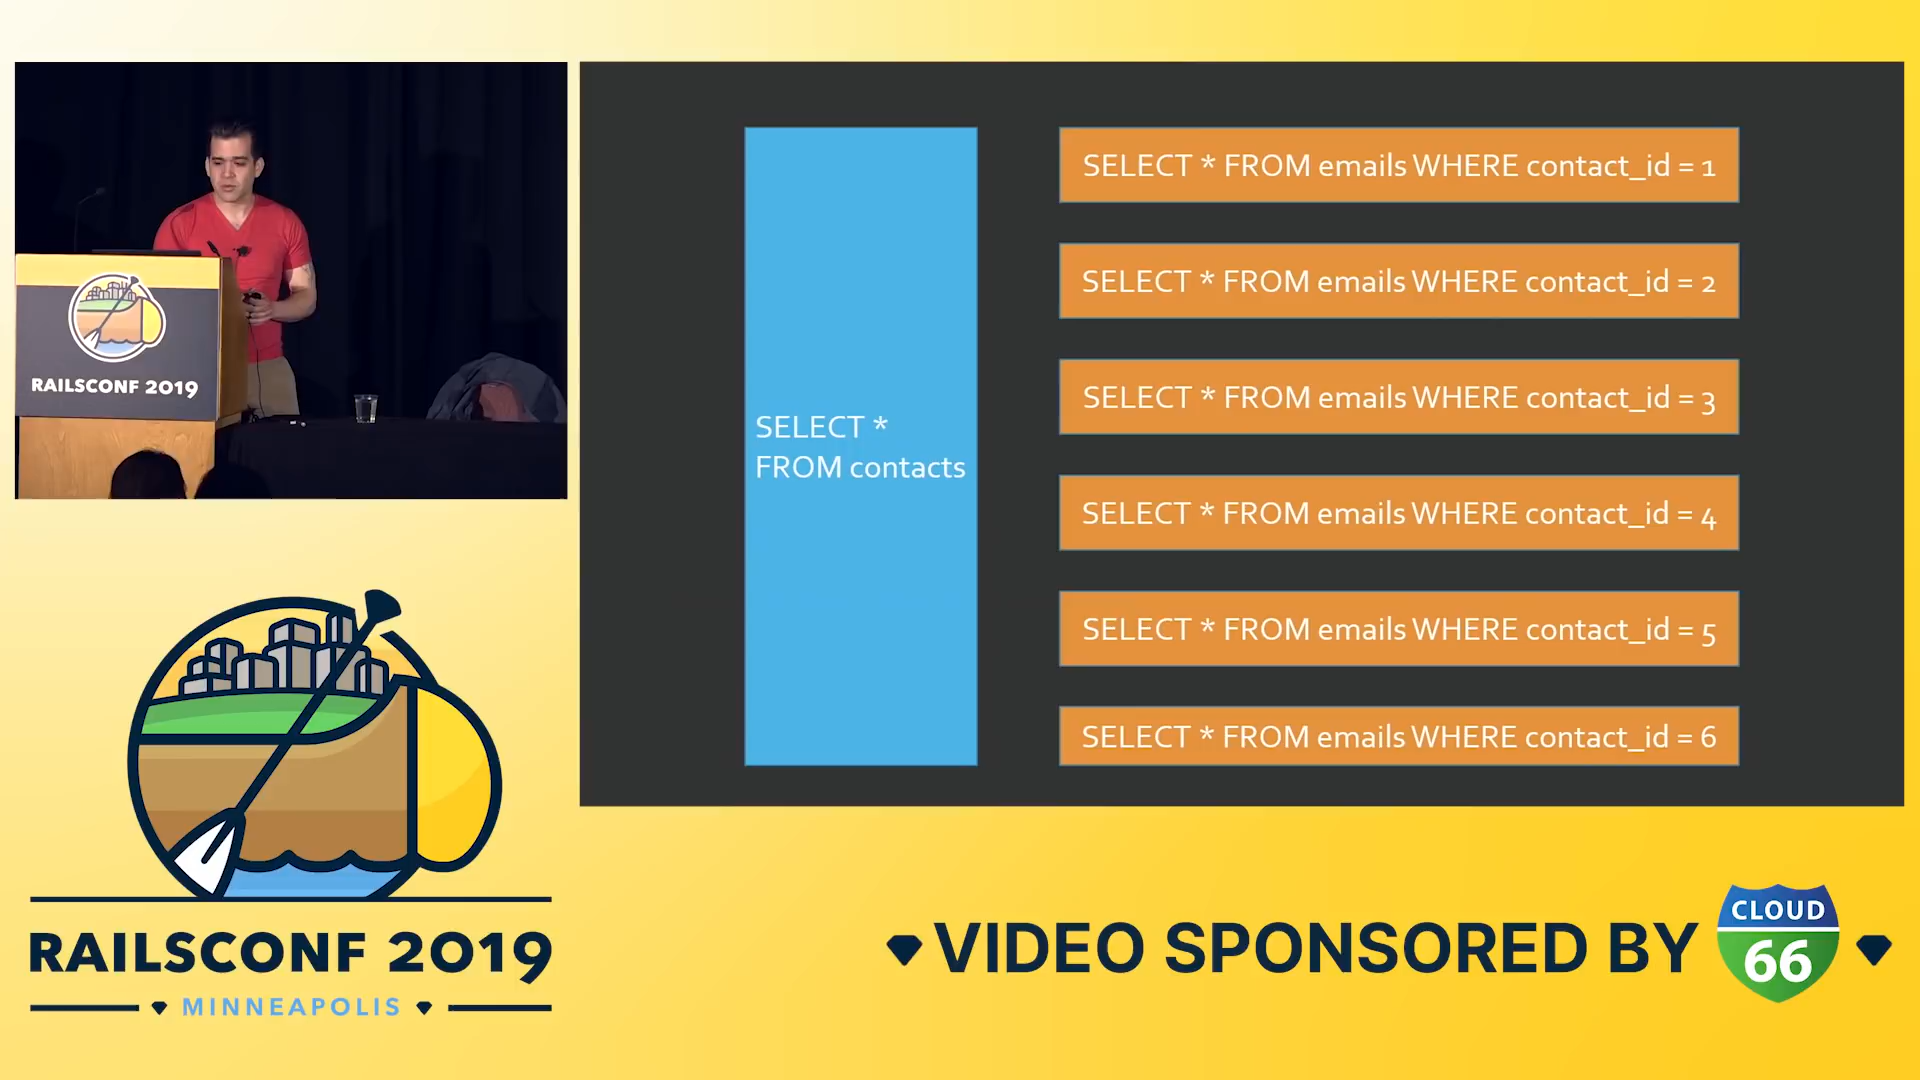 RAILSCONF 2019
SELECT *
FROM contacts
SELECT * FROM emails WHERE contact_id = 1
SELECT * FROM emails WHERE contact_id = 2
SELECT * FROM emails WHERE contact_id = 3
SELECT * FROM emails WHERE contact_id = 4
SELECT * FROM emails WHERE contact_id = 5
SELECT * FROM emails WHERE contact_id = 6
RAILSCONF 2019
MINNEAPOLIS
VIDEO SPONSORED BY
CLOUD
66